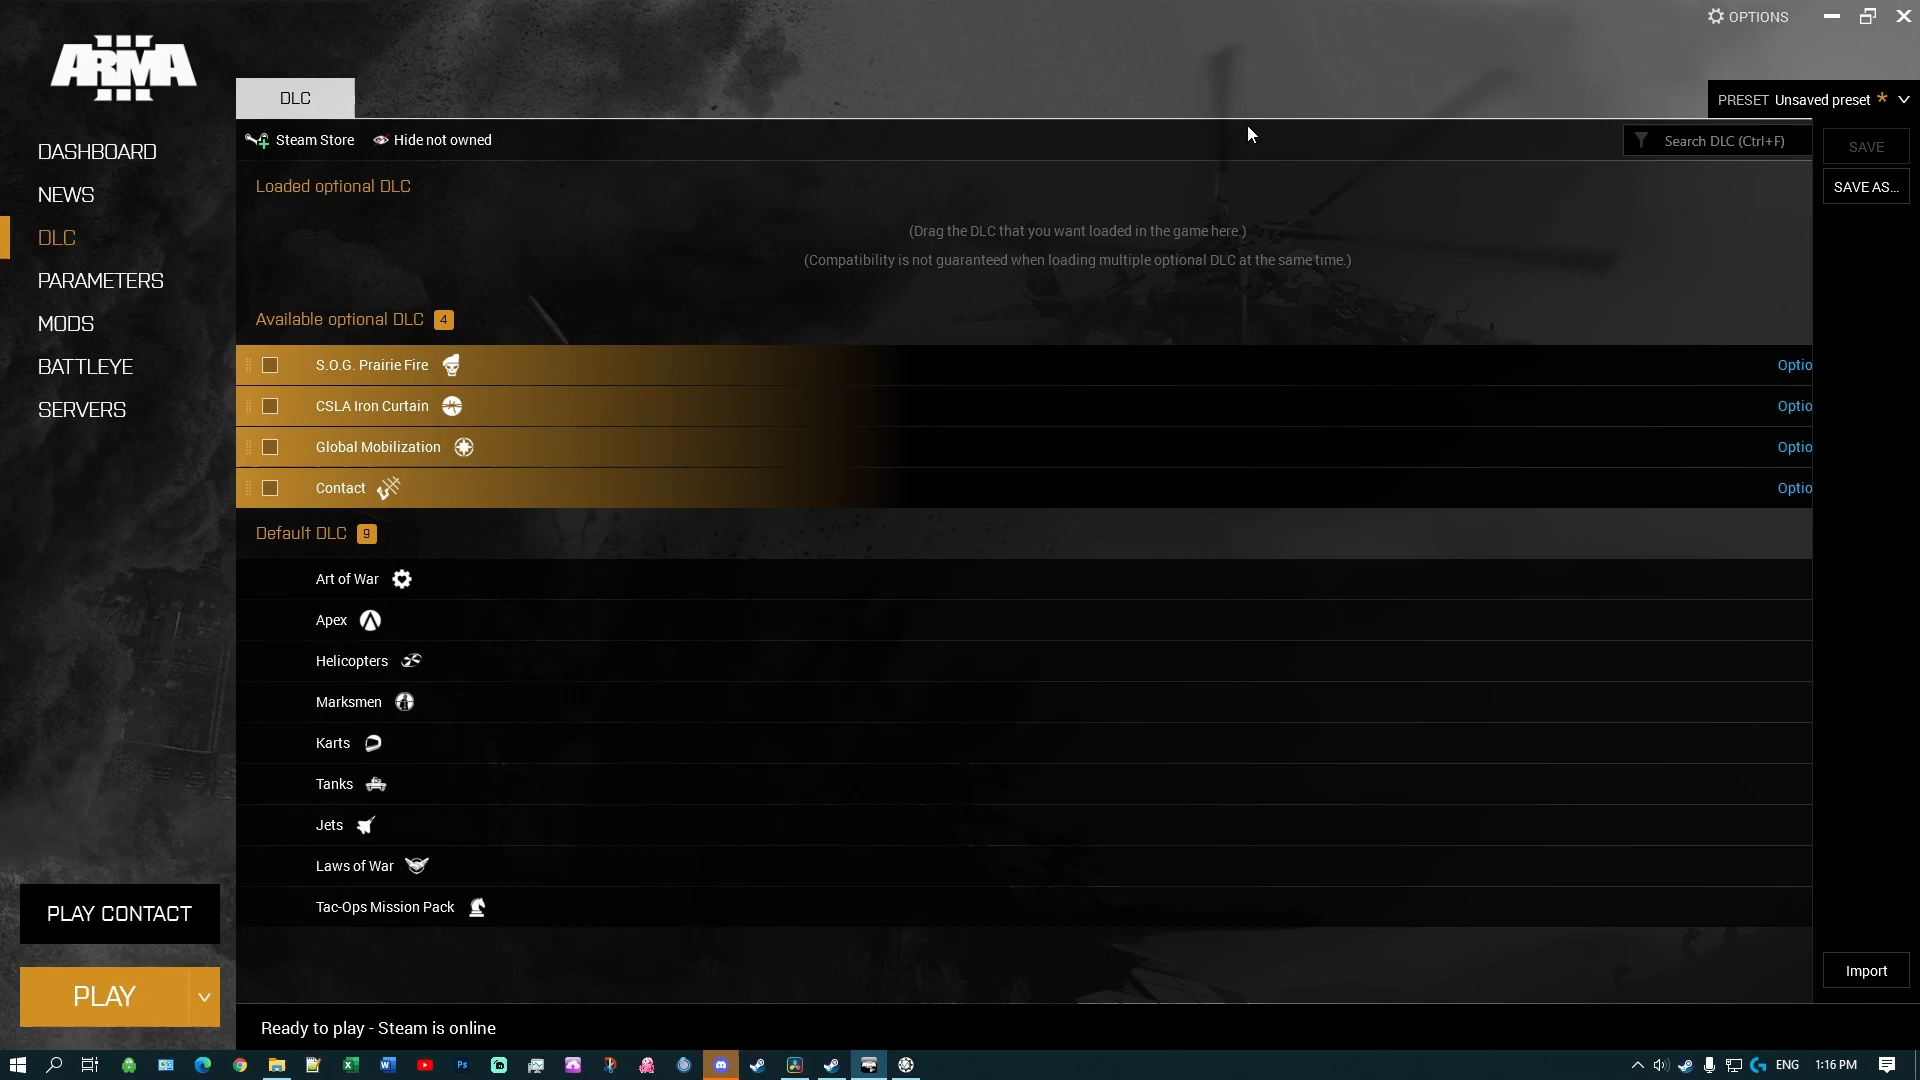 OPTIONS
ARMA III
DLC
PRESET Unsaved preset *
DASHBOARD
NEWS
DLC
PARAMETERS
MODS
BATTLEYE
SERVERS
Steam Store
Hide not owned
Search DLC (Ctrl+F)
SAVE
SAVE AS...
Loaded optional DLC
(Drag the DLC that you want loaded in the game here.)
(Compatibility is not guaranteed when loading multiple optional DLC at the same time.)
Available optional DLC 4
S.O.G. Prairie Fire Optio
CSLA Iron Curtain Optio
Global Mobilization Optio
Contact Optio
Default DLC 9
Art of War
Apex
Helicopters
Marksmen
Karts
Tanks
Jets
Laws of War
Tac-Ops Mission Pack
PLAY CONTACT
PLAY
Import
Ready to play - Steam is online
ENG 1:16 PM